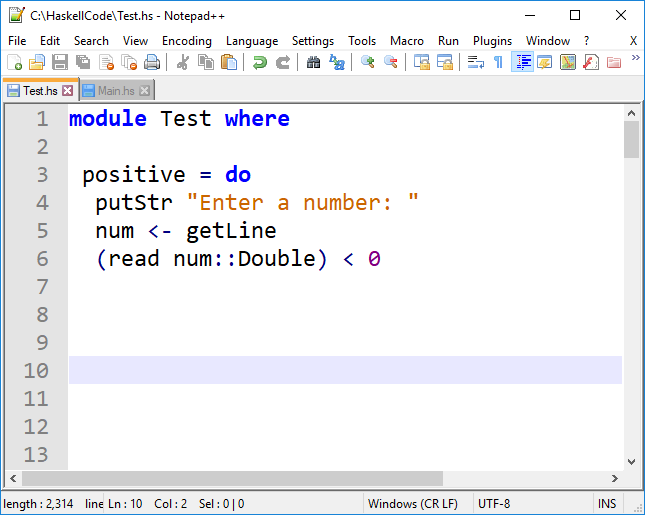 C:\HaskellCode\Test.hs - Notepad++
File Edit Search View Encoding Language Settings Tools Macro Run Plugins Window ? X
Test.hs Main.hs
1 module Test where
2
3 positive = do
4 putStr "Enter a number: "
5 num <- getLine
6 (read num::Double) < 0
7
8
9
10
11
12
13
length : 2,314 line Ln : 10 Col : 2 Sel : 0 | 0 Windows (CR LF) UTF-8 INS